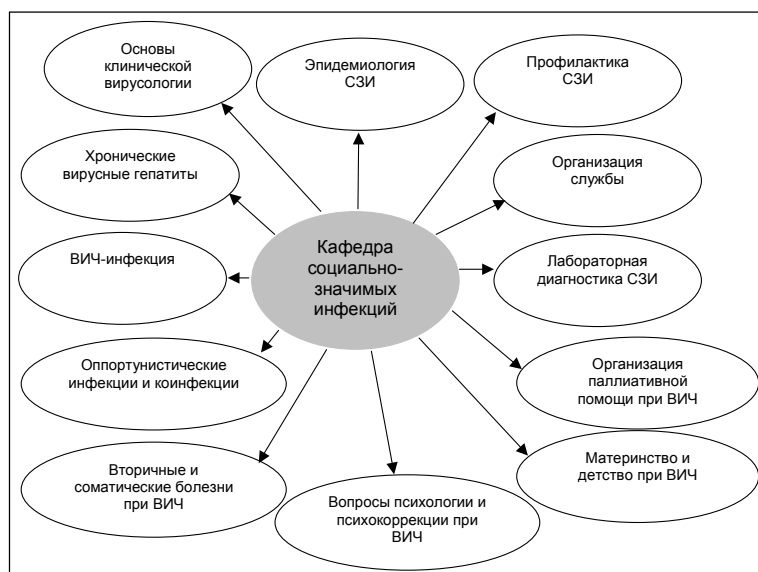 Основы
клинической
вирусологии
Эпидемиология
СЗИ
Профилактика
СЗИ
Хронические
вирусные гепатиты
Организация
службы
ВИЧ-инфекция
Кафедра
социально-
значимых
инфекций
Лабораторная
диагностика СЗИ
Оппортунистические
инфекции и коинфекции
Организация
паллиативной
помощи при ВИЧ
Вторичные и
соматические болезни
при ВИЧ
Вопросы психологии и
психокоррекции при
ВИЧ
Материнство и
детство при ВИЧ